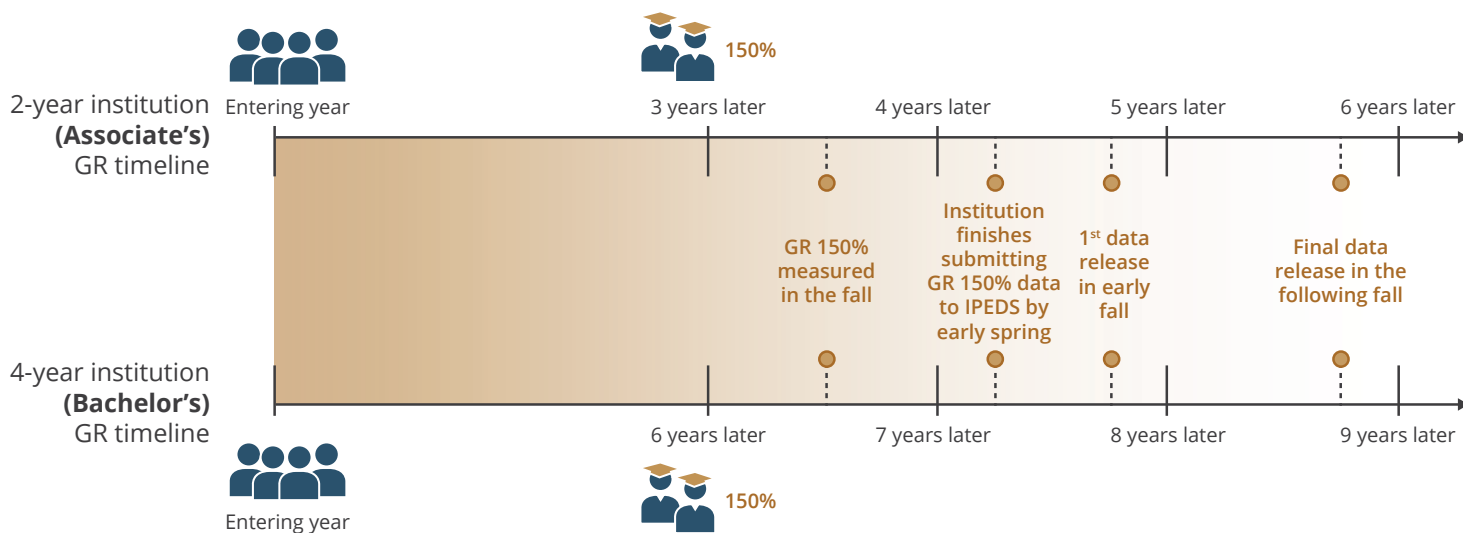 150%
2-year institution
(Associate's)
GR timeline
Entering year
3 years later
4 years later
5 years later
6 years later
GR 150%
measured
in the fall
Institution
finishes
submitting
GR 150% data
to IPEDS by
early spring
1st data
release
in early
fall
Final data
release in the
following fall
4-year institution
(Bachelor's)
GR timeline
6 years later
7 years later
8 years later
9 years later
Entering year
150%